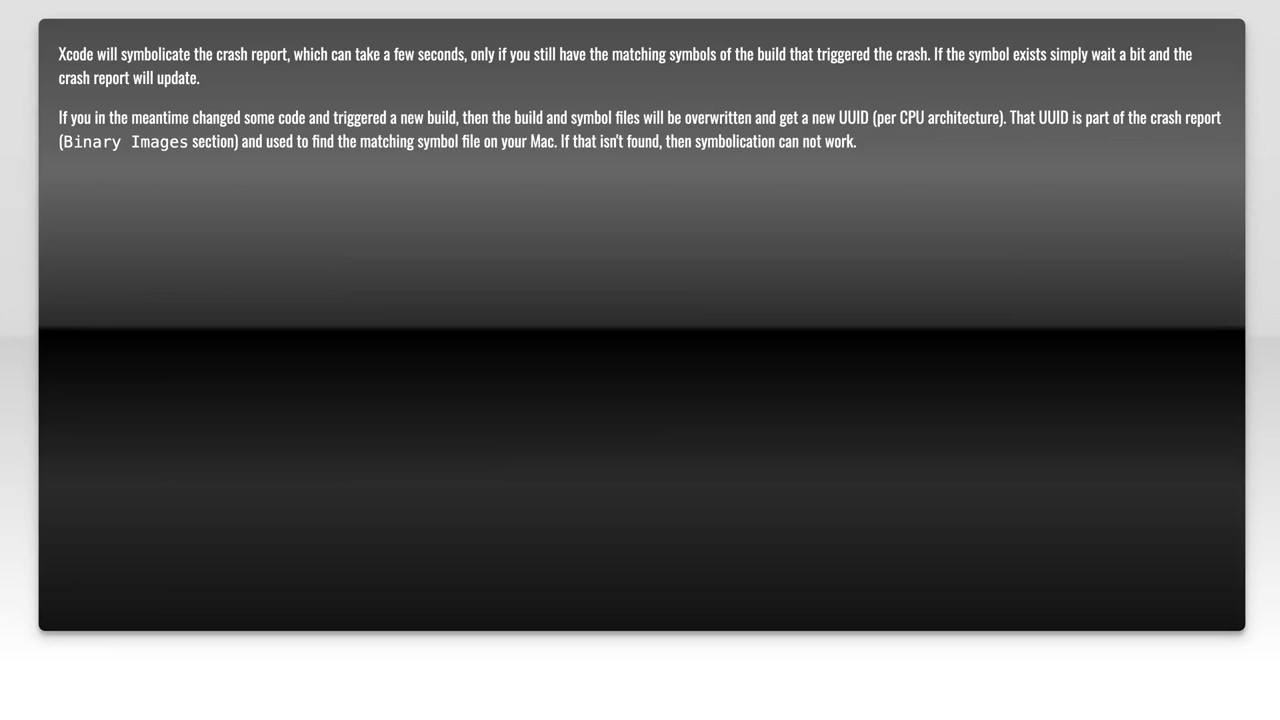 Xcode will symbolicate the crash report, which can take a few seconds, only if you still have the matching symbols of the build that triggered the crash. If the symbol exists simply wait a bit and the
crash report will update.
If you in the meantime changed some code and triggered a new build, then the build and symbol files will be overwritten and get a new UUID (per CPU architecture). That UUID is part of the crash report
(Binary Images section) and used to find the matching symbol file on your Mac. If that isn't found, then symbolication can not work.